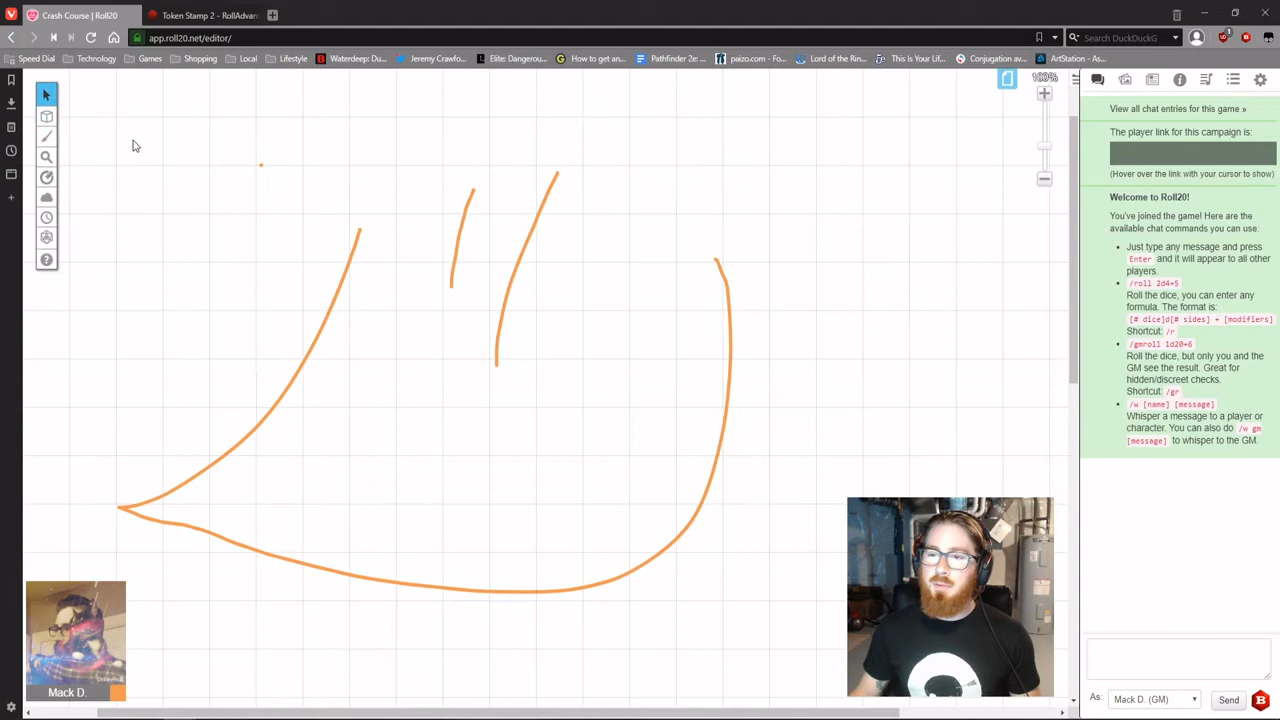 Crash Course | Roll20
Token Stamp 2 - RollAdvan
app.roll20.net/editor/
Search DuckDuckG
Speed Dial
Technology
Games
Shopping
Local
Lifestyle
Waterdeep: Du...
Jeremy Crawfo...
Elite: Dangerou...
How to get an...
Pathfinder 2e: ...
paizo.com - Fo...
Lord of the Rin...
This Is Your Life...
Conjugation av...
ArtStation - As...
100%
View all chat entries for this game »
The player link for this campaign is:
(Hover over the link with your cursor to show)
Welcome to Roll20!
You've joined the game! Here are the
available chat commands you can use:
Just type any message and press
Enter and it will appear to all other
players.
/roll 2d4+5
Roll the dice, you can enter any
formula. The format is:
[# dice]d[# sides] + [modifiers]
Shortcut: /r
/gmroll 1d20+6
Roll the dice, but only you and the
GM see the result. Great for
hidden/discreet checks.
Shortcut: /gr
/w [name] [message]
Whisper a message to a player or
character. You can also do /w gm
[message] to whisper to the GM.
Mack D.
As:
Mack D. (GM)
Send